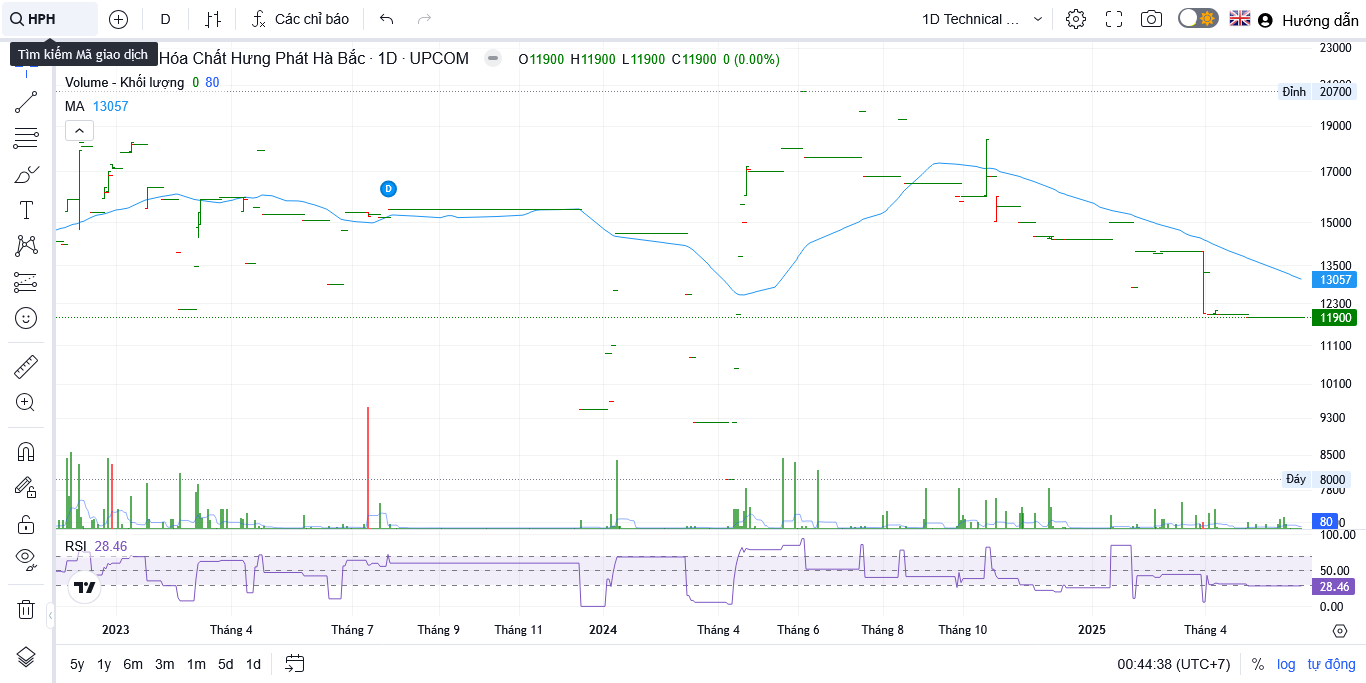 HPH
D
Các chỉ báo
1D Technical ...
Hướng dẫn
Tìm kiếm Mã giao dịch
Hóa Chất Hưng Phát Hà Bắc · 1D · UPCOM
O11900 H11900 L11900 C11900 0 (0.00%)
Volume - Khối lượng 0 80
MA 13057
D
23000
Đỉnh 20700
19000
17000
15000
13500
13057
12300
11900
11100
10100
9300
8500
Đáy 8000
7800
80
RSI 28.46
100.00
50.00
28.46
0.00
2023 Tháng 4 Tháng 7 Tháng 9 Tháng 11 2024 Tháng 4 Tháng 6 Tháng 8 Tháng 10 2025 Tháng 4
5y 1y 6m 3m 1m 5d 1d
00:44:38 (UTC+7) % log tự động